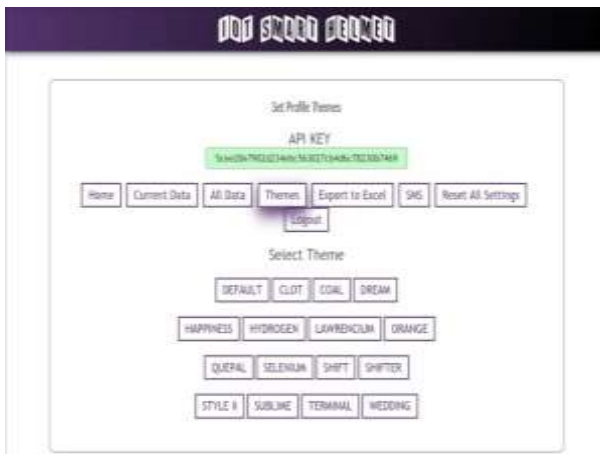 IOT SMART HELMET
Set Profile Themes
API KEY
Home Current Data All Data Themes Export to Excel SMS Reset All Settings
Logout
Select Theme
DEFAULT CLOT COAL DREAM
HAPPINESS HYDROGEN LAWRENCIUM ORANGE
QUEPAL SELENIUM SHIFT SHIFTER
STYLE II SUBLIME TERMINAL WEDDING